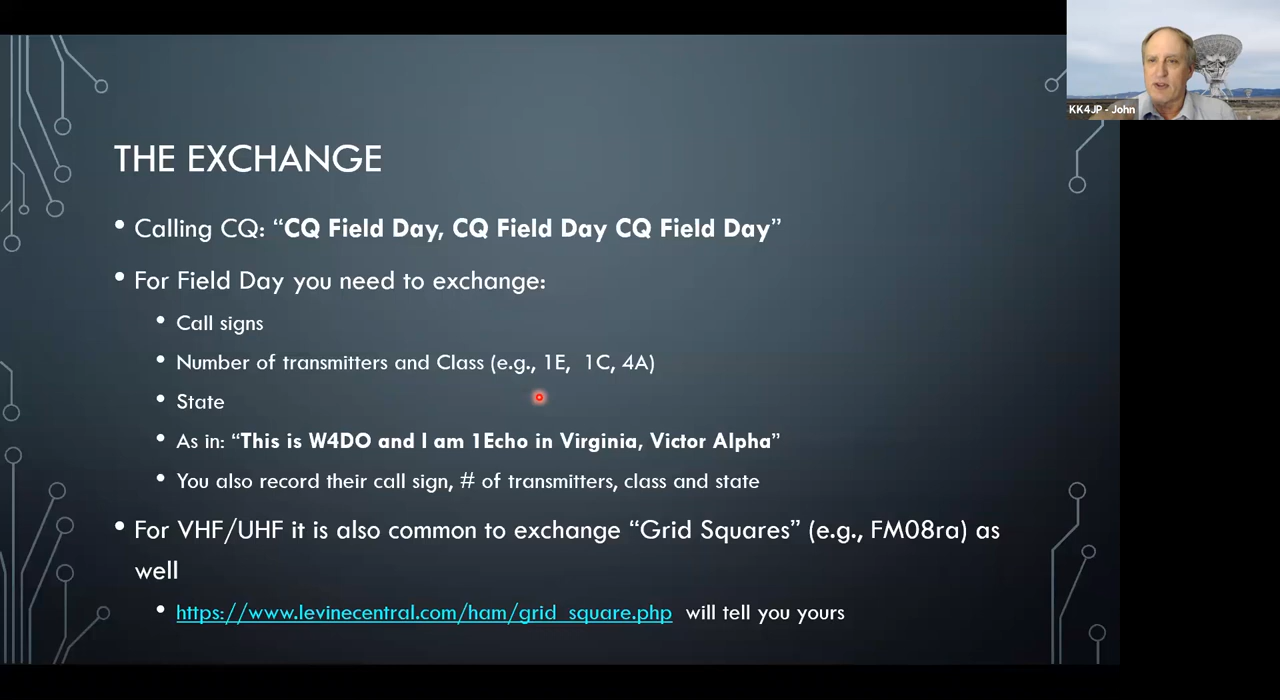 KK4JP - John
THE EXCHANGE
• Calling CQ: “CQ Field Day, CQ Field Day CQ Field Day”
• For Field Day you need to exchange:
• Call signs
• Number of transmitters and Class (e.g., 1E,  1C, 4A)
• State
• As in: “This is W4DO and I am 1Echo in Virginia, Victor Alpha”
• You also record their call sign, # of transmitters, class and state
• For VHF/UHF it is also common to exchange “Grid Squares” (e.g., FM08ra) as
well
• https://www.levinecentral.com/ham/grid_square.php  will tell you yours